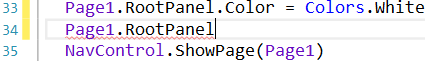 33 Page1.RootPanel.Color = Colors.White
34 Page1.RootPanel
35 NavControl.ShowPage(Page1)